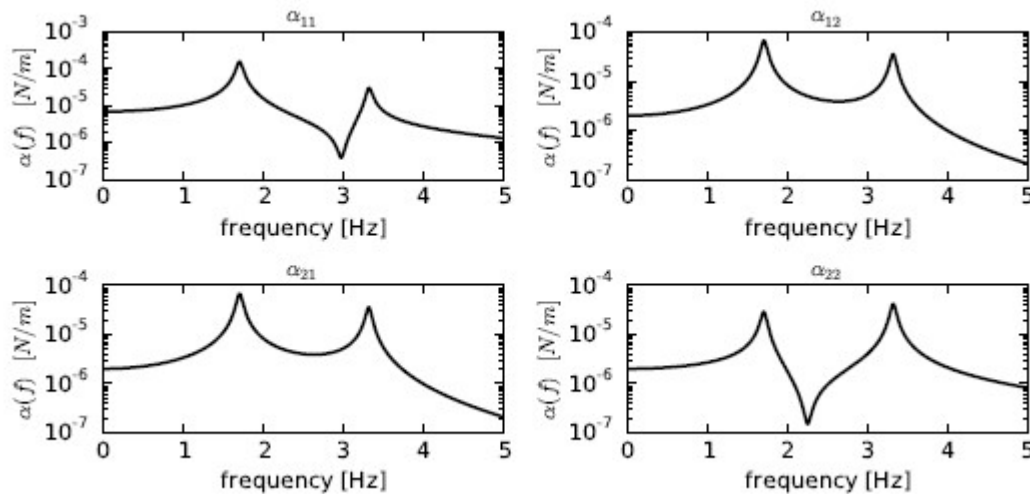 α₁₁
α(f) [N/m]
10⁻³
10⁻⁴
10⁻⁵
10⁻⁶
10⁻⁷
0 1 2 3 4 5
frequency [Hz]
α₁₂
α(f) [N/m]
10⁻⁴
10⁻⁵
10⁻⁶
10⁻⁷
0 1 2 3 4 5
frequency [Hz]
α₂₁
α(f) [N/m]
10⁻⁴
10⁻⁵
10⁻⁶
10⁻⁷
0 1 2 3 4 5
frequency [Hz]
α₂₂
α(f) [N/m]
10⁻⁴
10⁻⁵
10⁻⁶
10⁻⁷
0 1 2 3 4 5
frequency [Hz]